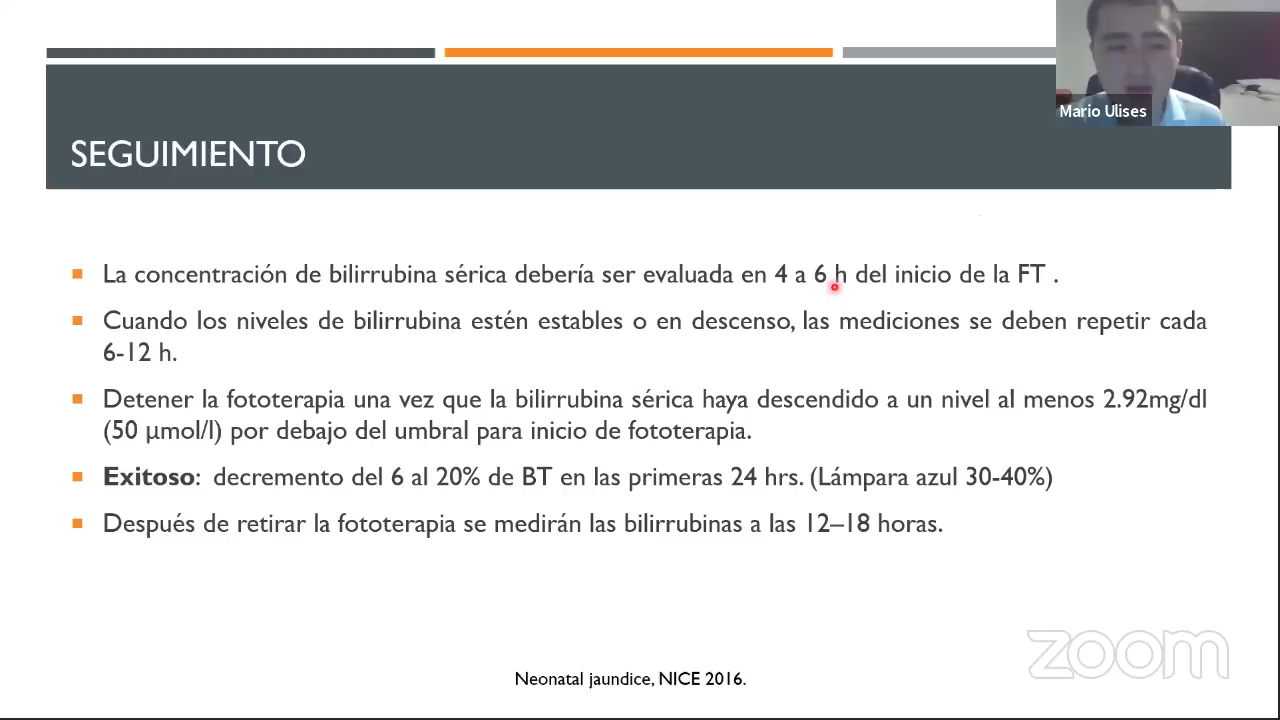 Mario Ulises
SEGUIMIENTO
La concentración de bilirrubina sérica debería ser evaluada en 4 a 6 h del inicio de la FT .
Cuando los niveles de bilirrubina estén estables o en descenso, las mediciones se deben repetir cada
6-12 h.
Detener la fototerapia una vez que la bilirrubina sérica haya descendido a un nivel al menos 2.92mg/dl
(50 μmol/l) por debajo del umbral para inicio de fototerapia.
Exitoso: decremento del 6 al 20% de BT en las primeras 24 hrs. (Lámpara azul 30-40%)
Después de retirar la fototerapia se medirán las bilirrubinas a las 12–18 horas.
zoom
Neonatal jaundice, NICE 2016.